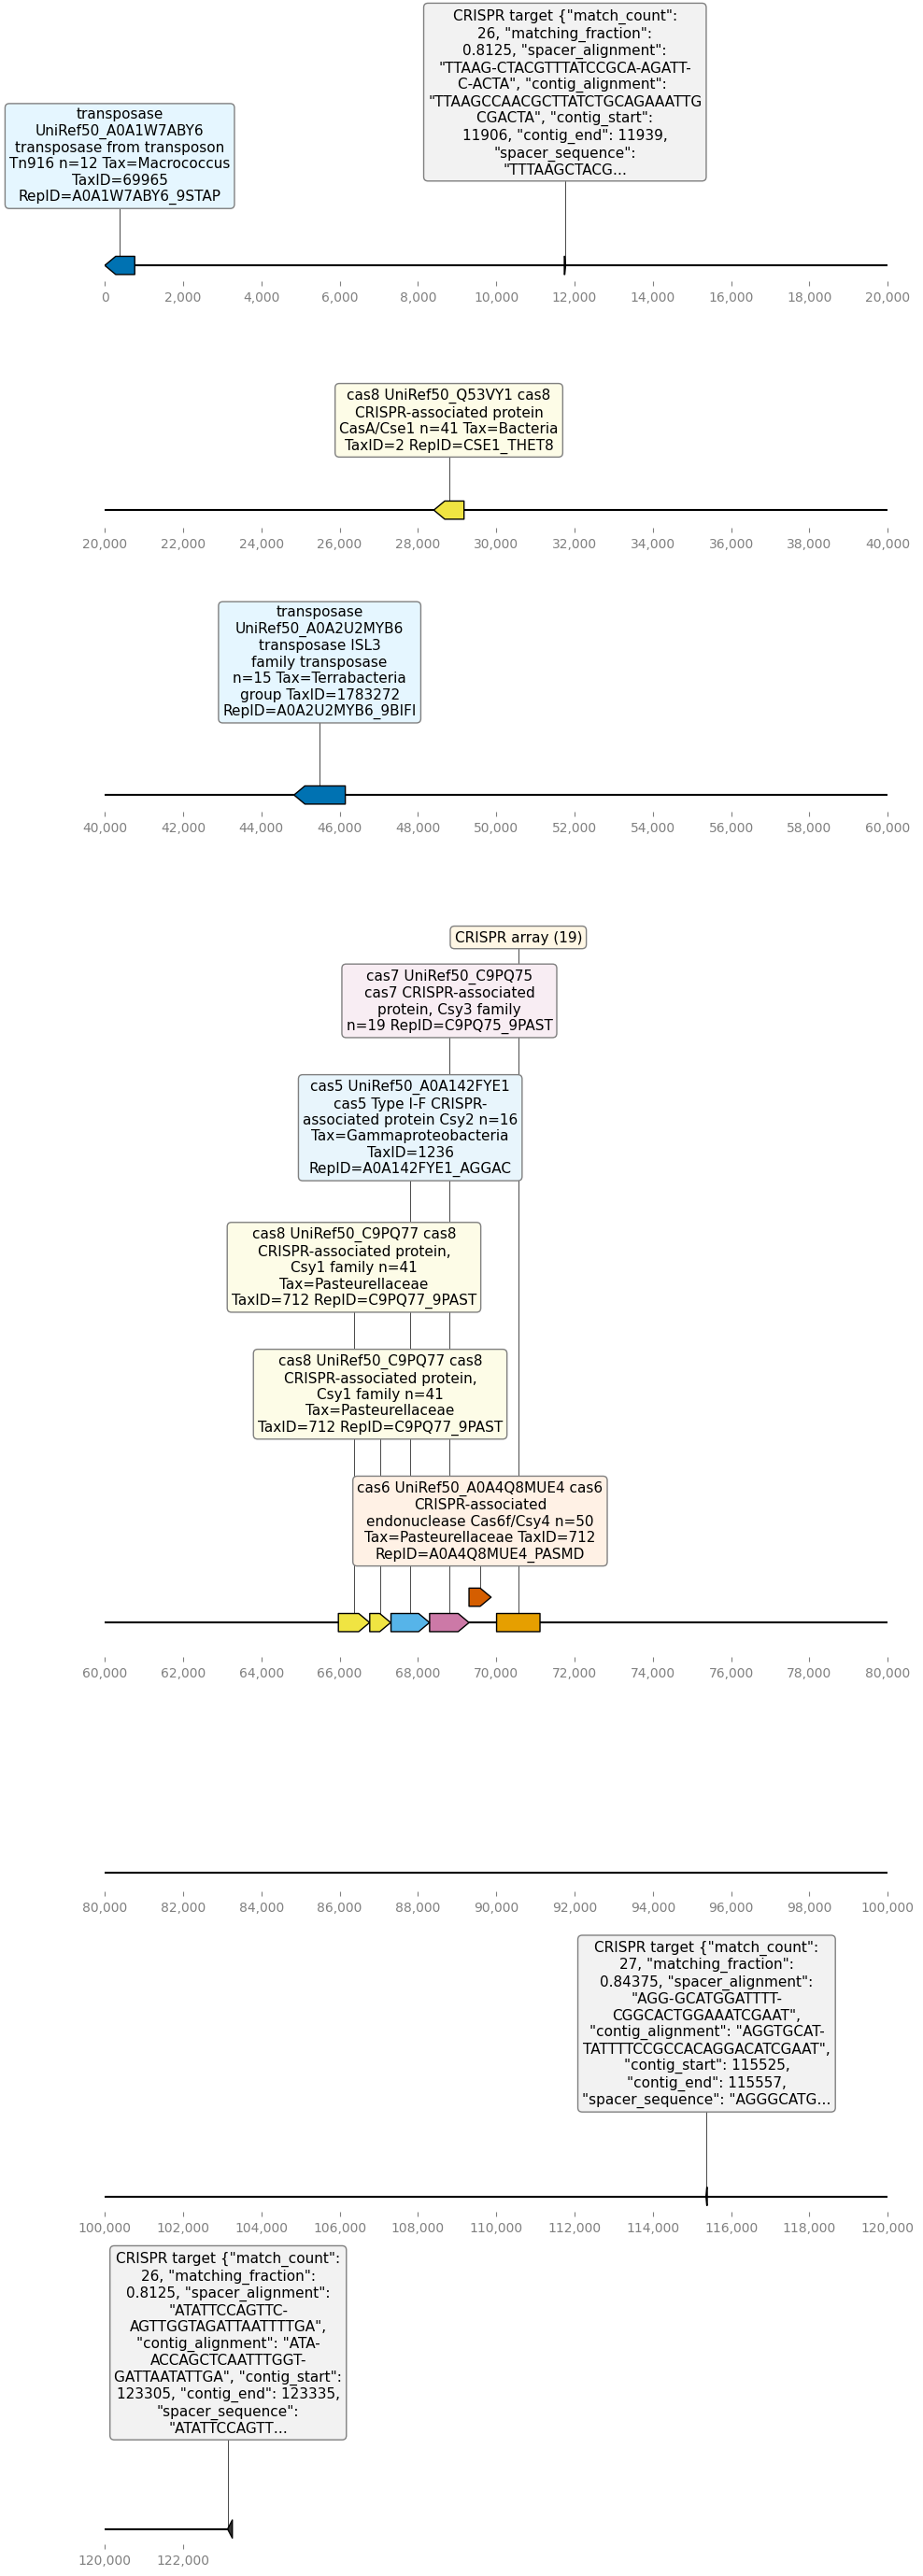 CRISPR target {"match_count":
26, "matching_fraction":
0.8125, "spacer_alignment":
"TTAAG-CTACGTTTATCCGCA-AGATT-
C-ACTA", "contig_alignment":
"TTAAGCCAACGCTTATCTGCAGAAATTG
CGACTA", "contig_start":
11906, "contig_end": 11939,
"spacer_sequence":
"TTTAAGCTACG...
transposase
UniRef50_A0A1W7ABY6
transposase from transposon
Tn916 n=12 Tax=Macrococcus
TaxID=69965
RepID=A0A1W7ABY6_9STAP
0 2,000 4,000 6,000 8,000 10,000 12,000 14,000 16,000 18,000 20,000
cas8 UniRef50_Q53VY1 cas8
CRISPR-associated protein
CasA/Cse1 n=41 Tax=Bacteria
TaxID=2 RepID=CSE1_THET8
20,000 22,000 24,000 26,000 28,000 30,000 32,000 34,000 36,000 38,000 40,000
transposase
UniRef50_A0A2U2MYB6
transposase ISL3
family transposase
n=15 Tax=Terrabacteria
group TaxID=1783272
RepID=A0A2U2MYB6_9BIFI
40,000 42,000 44,000 46,000 48,000 50,000 52,000 54,000 56,000 58,000 60,000
CRISPR array (19)
cas7 UniRef50_C9PQ75
cas7 CRISPR-associated
protein, Csy3 family
n=19 RepID=C9PQ75_9PAST
cas5 UniRef50_A0A142FYE1
cas5 Type I-F CRISPR-
associated protein Csy2 n=16
Tax=Gammaproteobacteria
TaxID=1236
RepID=A0A142FYE1_AGGAC
cas8 UniRef50_C9PQ77 cas8
CRISPR-associated protein,
Csy1 family n=41
Tax=Pasteurellaceae
TaxID=712 RepID=C9PQ77_9PAST
cas8 UniRef50_C9PQ77 cas8
CRISPR-associated protein,
Csy1 family n=41
Tax=Pasteurellaceae
TaxID=712 RepID=C9PQ77_9PAST
cas6 UniRef50_A0A4Q8MUE4 cas6
CRISPR-associated
endonuclease Cas6f/Csy4 n=50
Tax=Pasteurellaceae TaxID=712
RepID=A0A4Q8MUE4_PASMD
60,000 62,000 64,000 66,000 68,000 70,000 72,000 74,000 76,000 78,000 80,000
80,000 82,000 84,000 86,000 88,000 90,000 92,000 94,000 96,000 98,000 100,000
CRISPR target {"match_count":
27, "matching_fraction":
0.84375, "spacer_alignment":
"AGG-GCATGGATTTT-
CGGCACTGGAAATCGAAT",
"contig_alignment": "AGGTGCAT-
TATTTTCCGCCACAGGACATCGAAT",
"contig_start": 115525,
"contig_end": 115557,
"spacer_sequence": "AGGGCATG...
100,000 102,000 104,000 106,000 108,000 110,000 112,000 114,000 116,000 118,000 120,000
CRISPR target {"match_count":
26, "matching_fraction":
0.8125, "spacer_alignment":
"ATATTCCAGTTC-
AGTTGGTAGATTAATTTTGA",
"contig_alignment": "ATA-
ACCAGCTCAATTTGGT-
GATTAATATTGA", "contig_start":
123305, "contig_end": 123335,
"spacer_sequence":
"ATATTCCAGTT...
120,000 122,000